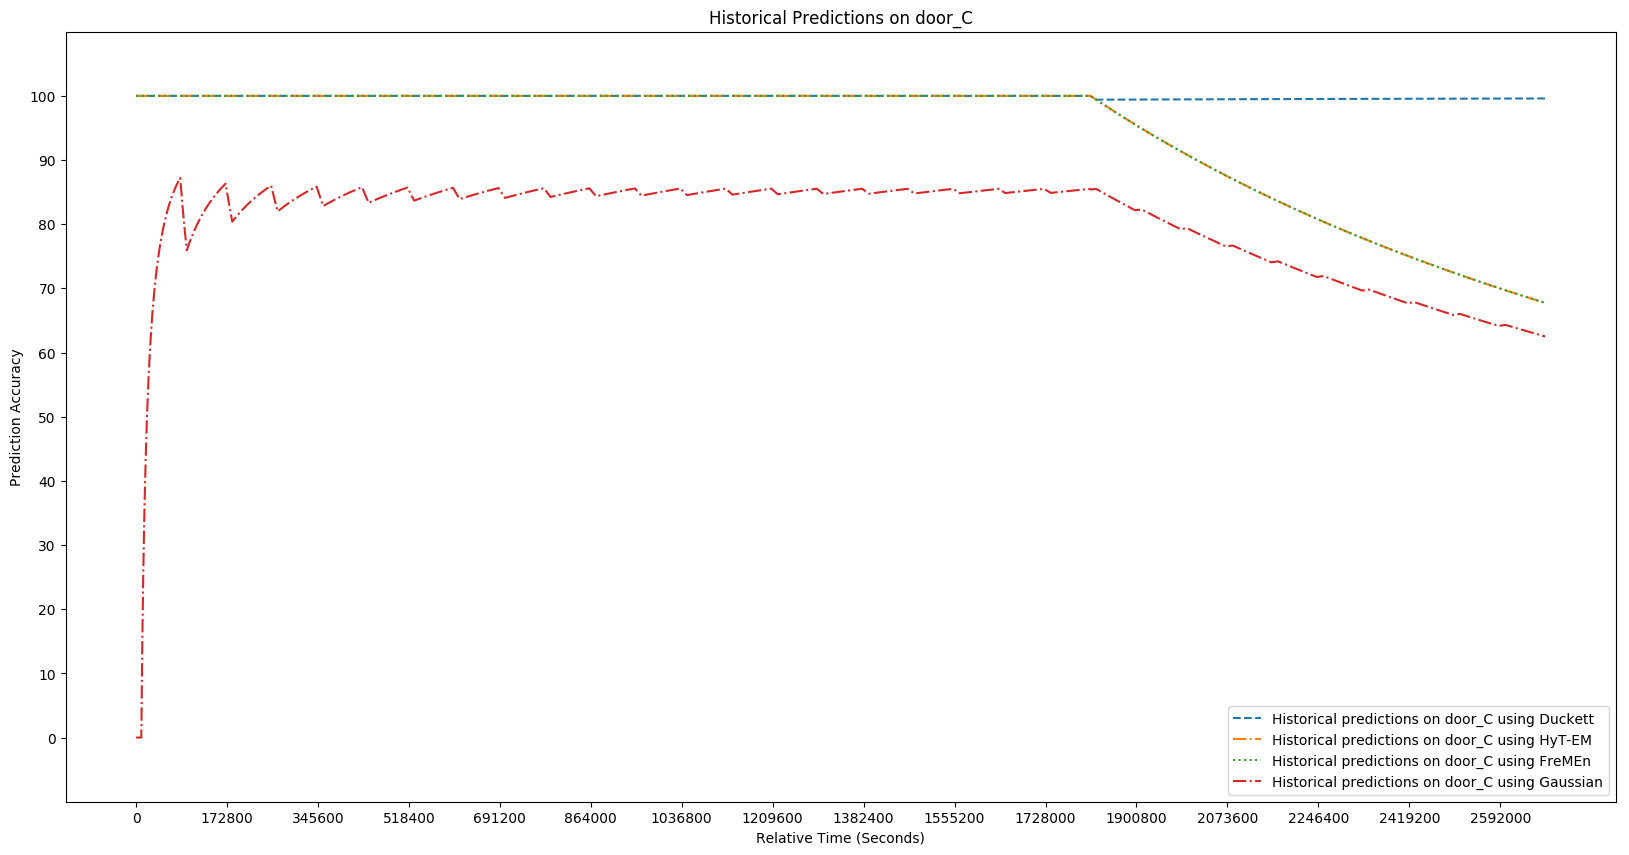 Historical Predictions on door_C
100
90
80
70
60
50
40
30
20
10
0
Prediction Accuracy
Historical predictions on door_C using Duckett
Historical predictions on door_C using HyT-EM
Historical predictions on door_C using FreMEn
Historical predictions on door_C using Gaussian
0 172800 345600 518400 691200 864000 1036800 1209600 1382400 1555200 1728000 1900800 2073600 2246400 2419200 2592000
Relative Time (Seconds)